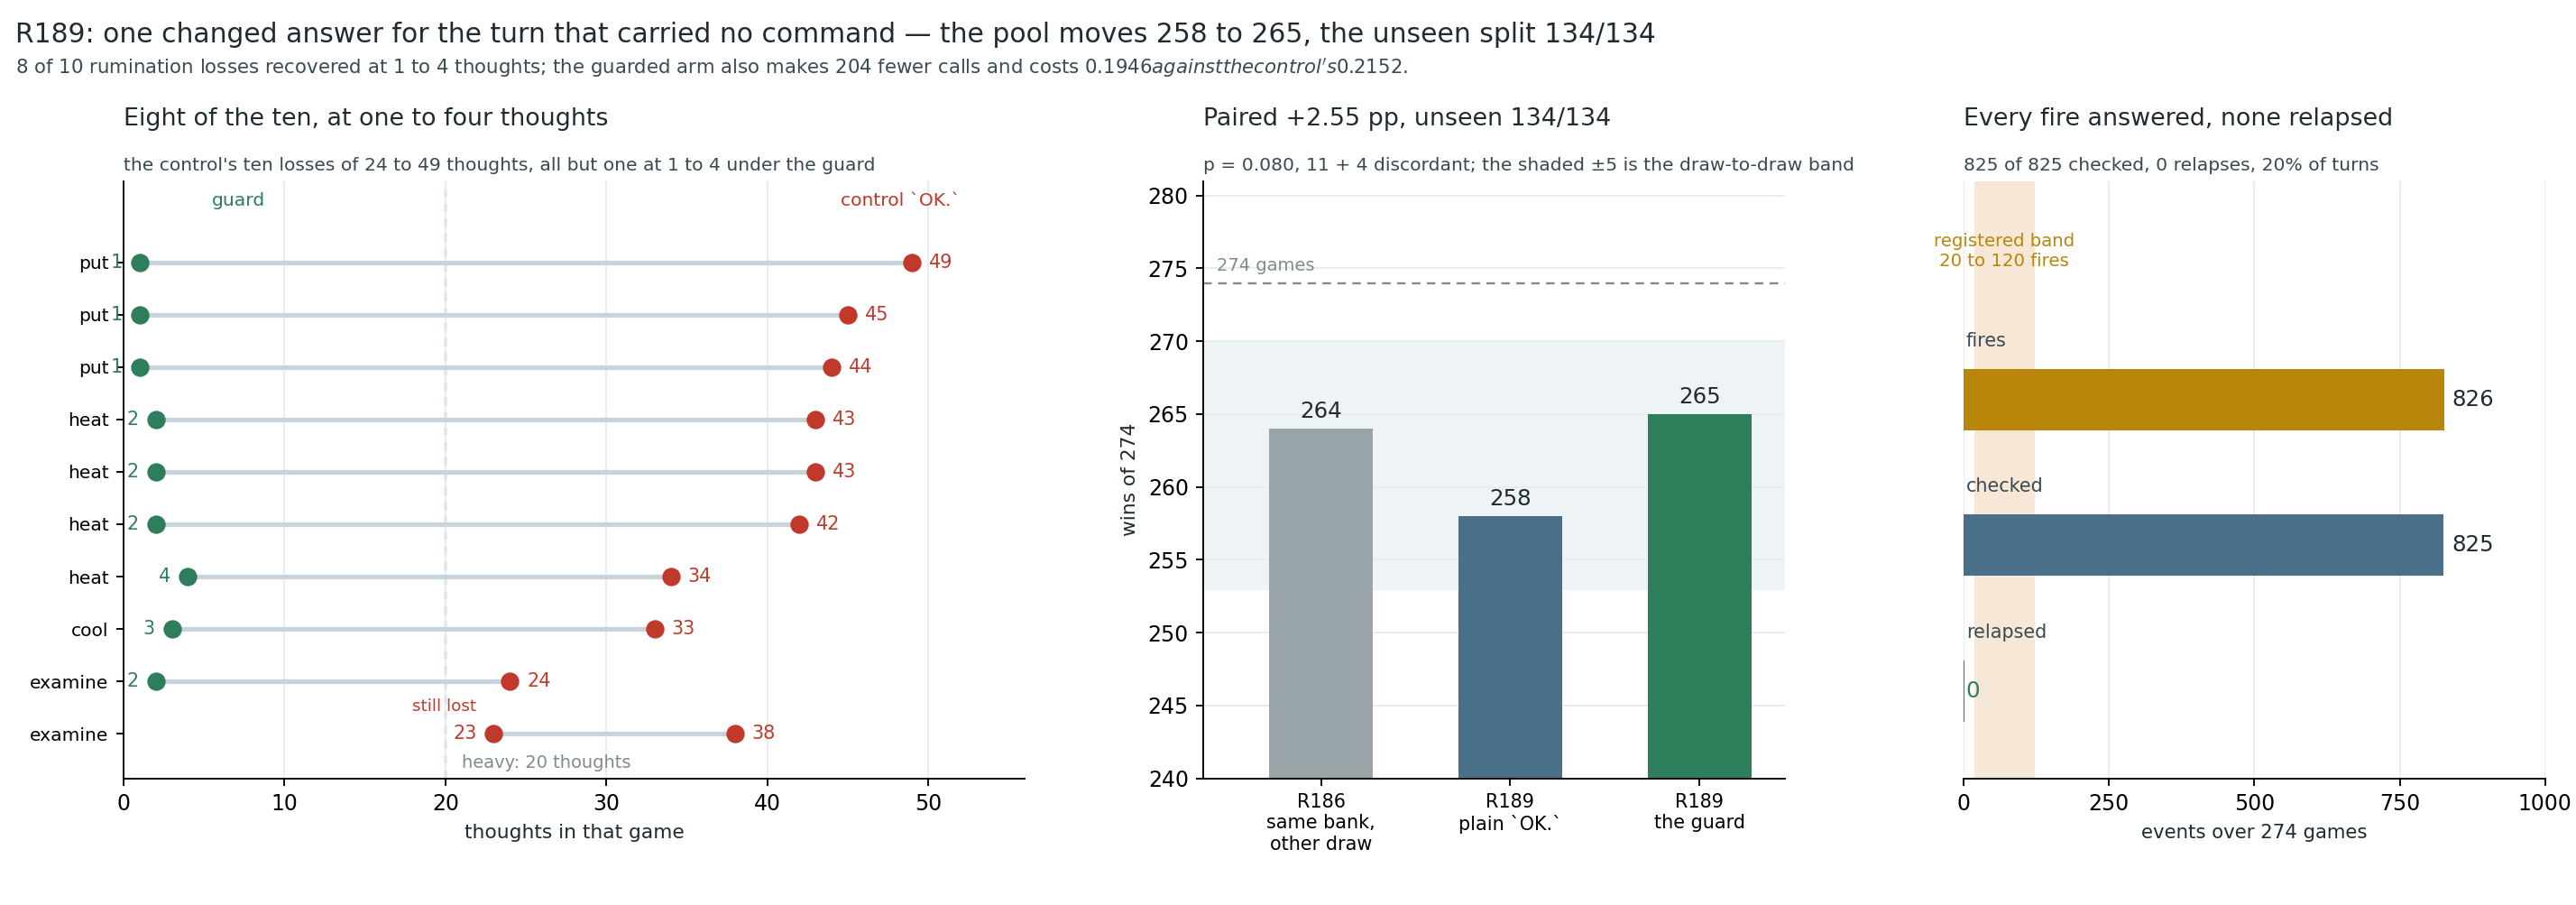 R189: one changed answer for the turn that carried no command — the pool moves 258 to 265, the unseen split 134/134
8 of 10 rumination losses recovered at 1 to 4 thoughts; the guarded arm also makes 204 fewer calls and costs 0.1946againstthecontrol's0.2152.
Eight of the ten, at one to four thoughts
the control's ten losses of 24 to 49 thoughts, all but one at 1 to 4 under the guard
guard
control `OK.`
put 1 49
put 1 45
put 1 44
heat 2 43
heat 2 43
heat 2 42
heat 4 34
cool 3 33
examine 2 24
still lost
examine 23 38
heavy: 20 thoughts
0 10 20 30 40 50
thoughts in that game
Paired +2.55 pp, unseen 134/134
p = 0.080, 11 + 4 discordant; the shaded ±5 is the draw-to-draw band
280
275
270
265
260
255
250
245
240
wins of 274
274 games
264
258
265
R186
same bank,
other draw
R189
plain `OK.`
R189
the guard
Every fire answered, none relapsed
825 of 825 checked, 0 relapses, 20% of turns
registered band
20 to 120 fires
fires
826
checked
825
relapsed
0
0 250 500 750 1000
events over 274 games